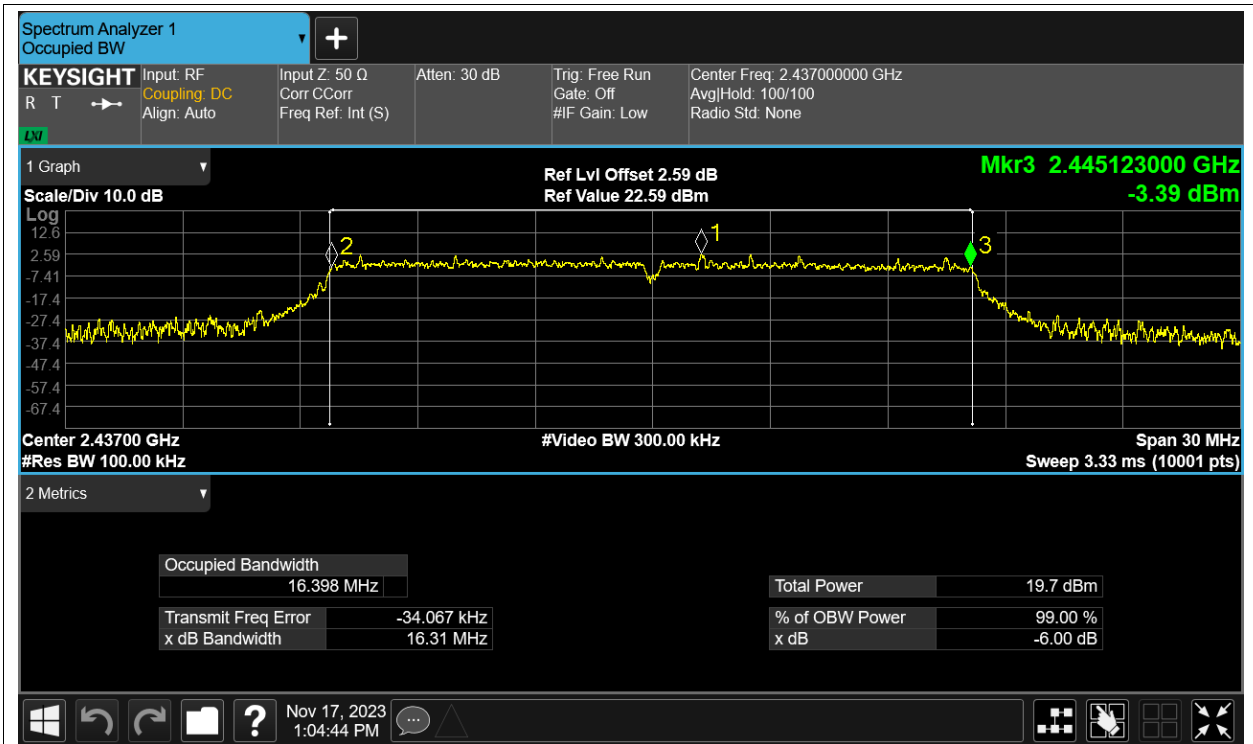 Spectrum Analyzer 1
Occupied BW
KEYSIGHT
R T
LXI
Input: RF
Coupling: DC
Align: Auto
Input Z: 50 Ω
Corr CCorr
Freq Ref: Int (S)
Atten: 30 dB
Trig: Free Run
Gate: Off
#IF Gain: Low
Center Freq: 2.437000000 GHz
Avg|Hold: 100/100
Radio Std: None
1 Graph
Scale/Div 10.0 dB
Ref Lvl Offset 2.59 dB
Ref Value 22.59 dBm
Mkr3 2.445123000 GHz
-3.39 dBm
Log
12.6
2.59
-7.41
-17.4
-27.4
-37.4
-47.4
-57.4
-67.4
2
1
3
Center 2.43700 GHz
#Res BW 100.00 kHz
#Video BW 300.00 kHz
Span 30 MHz
Sweep 3.33 ms (10001 pts)
2 Metrics
Occupied Bandwidth
16.398 MHz
Transmit Freq Error -34.067 kHz
x dB Bandwidth 16.31 MHz
Total Power 19.7 dBm
% of OBW Power 99.00 %
x dB -6.00 dB
?
Nov 17, 2023
1:04:44 PM